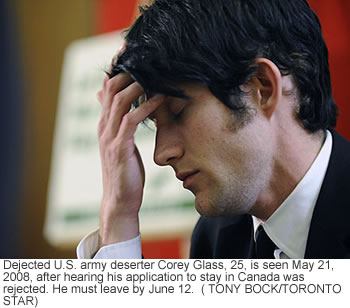 Dejected U.S. army deserter Corey Glass, 25, is seen May 21,
2008, after hearing his application to stay in Canada was
rejected. He must leave by June 12. ( TONY BOCK/TORONTO
STAR)